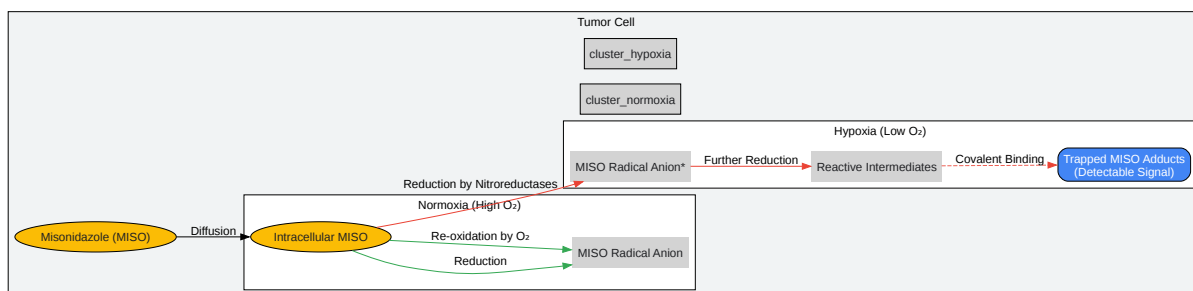 Tumor Cell
cluster_hypoxia
cluster_normoxia
Hypoxia (Low O₂)
MISO Radical Anion*
Further Reduction
Reactive Intermediates
Covalent Binding
Trapped MISO Adducts
(Detectable Signal)
Reduction by Nitroreductases
Normoxia (High O₂)
Misonidazole (MISO)
Diffusion
Intracellular MISO
Re-oxidation by O₂
MISO Radical Anion
Reduction